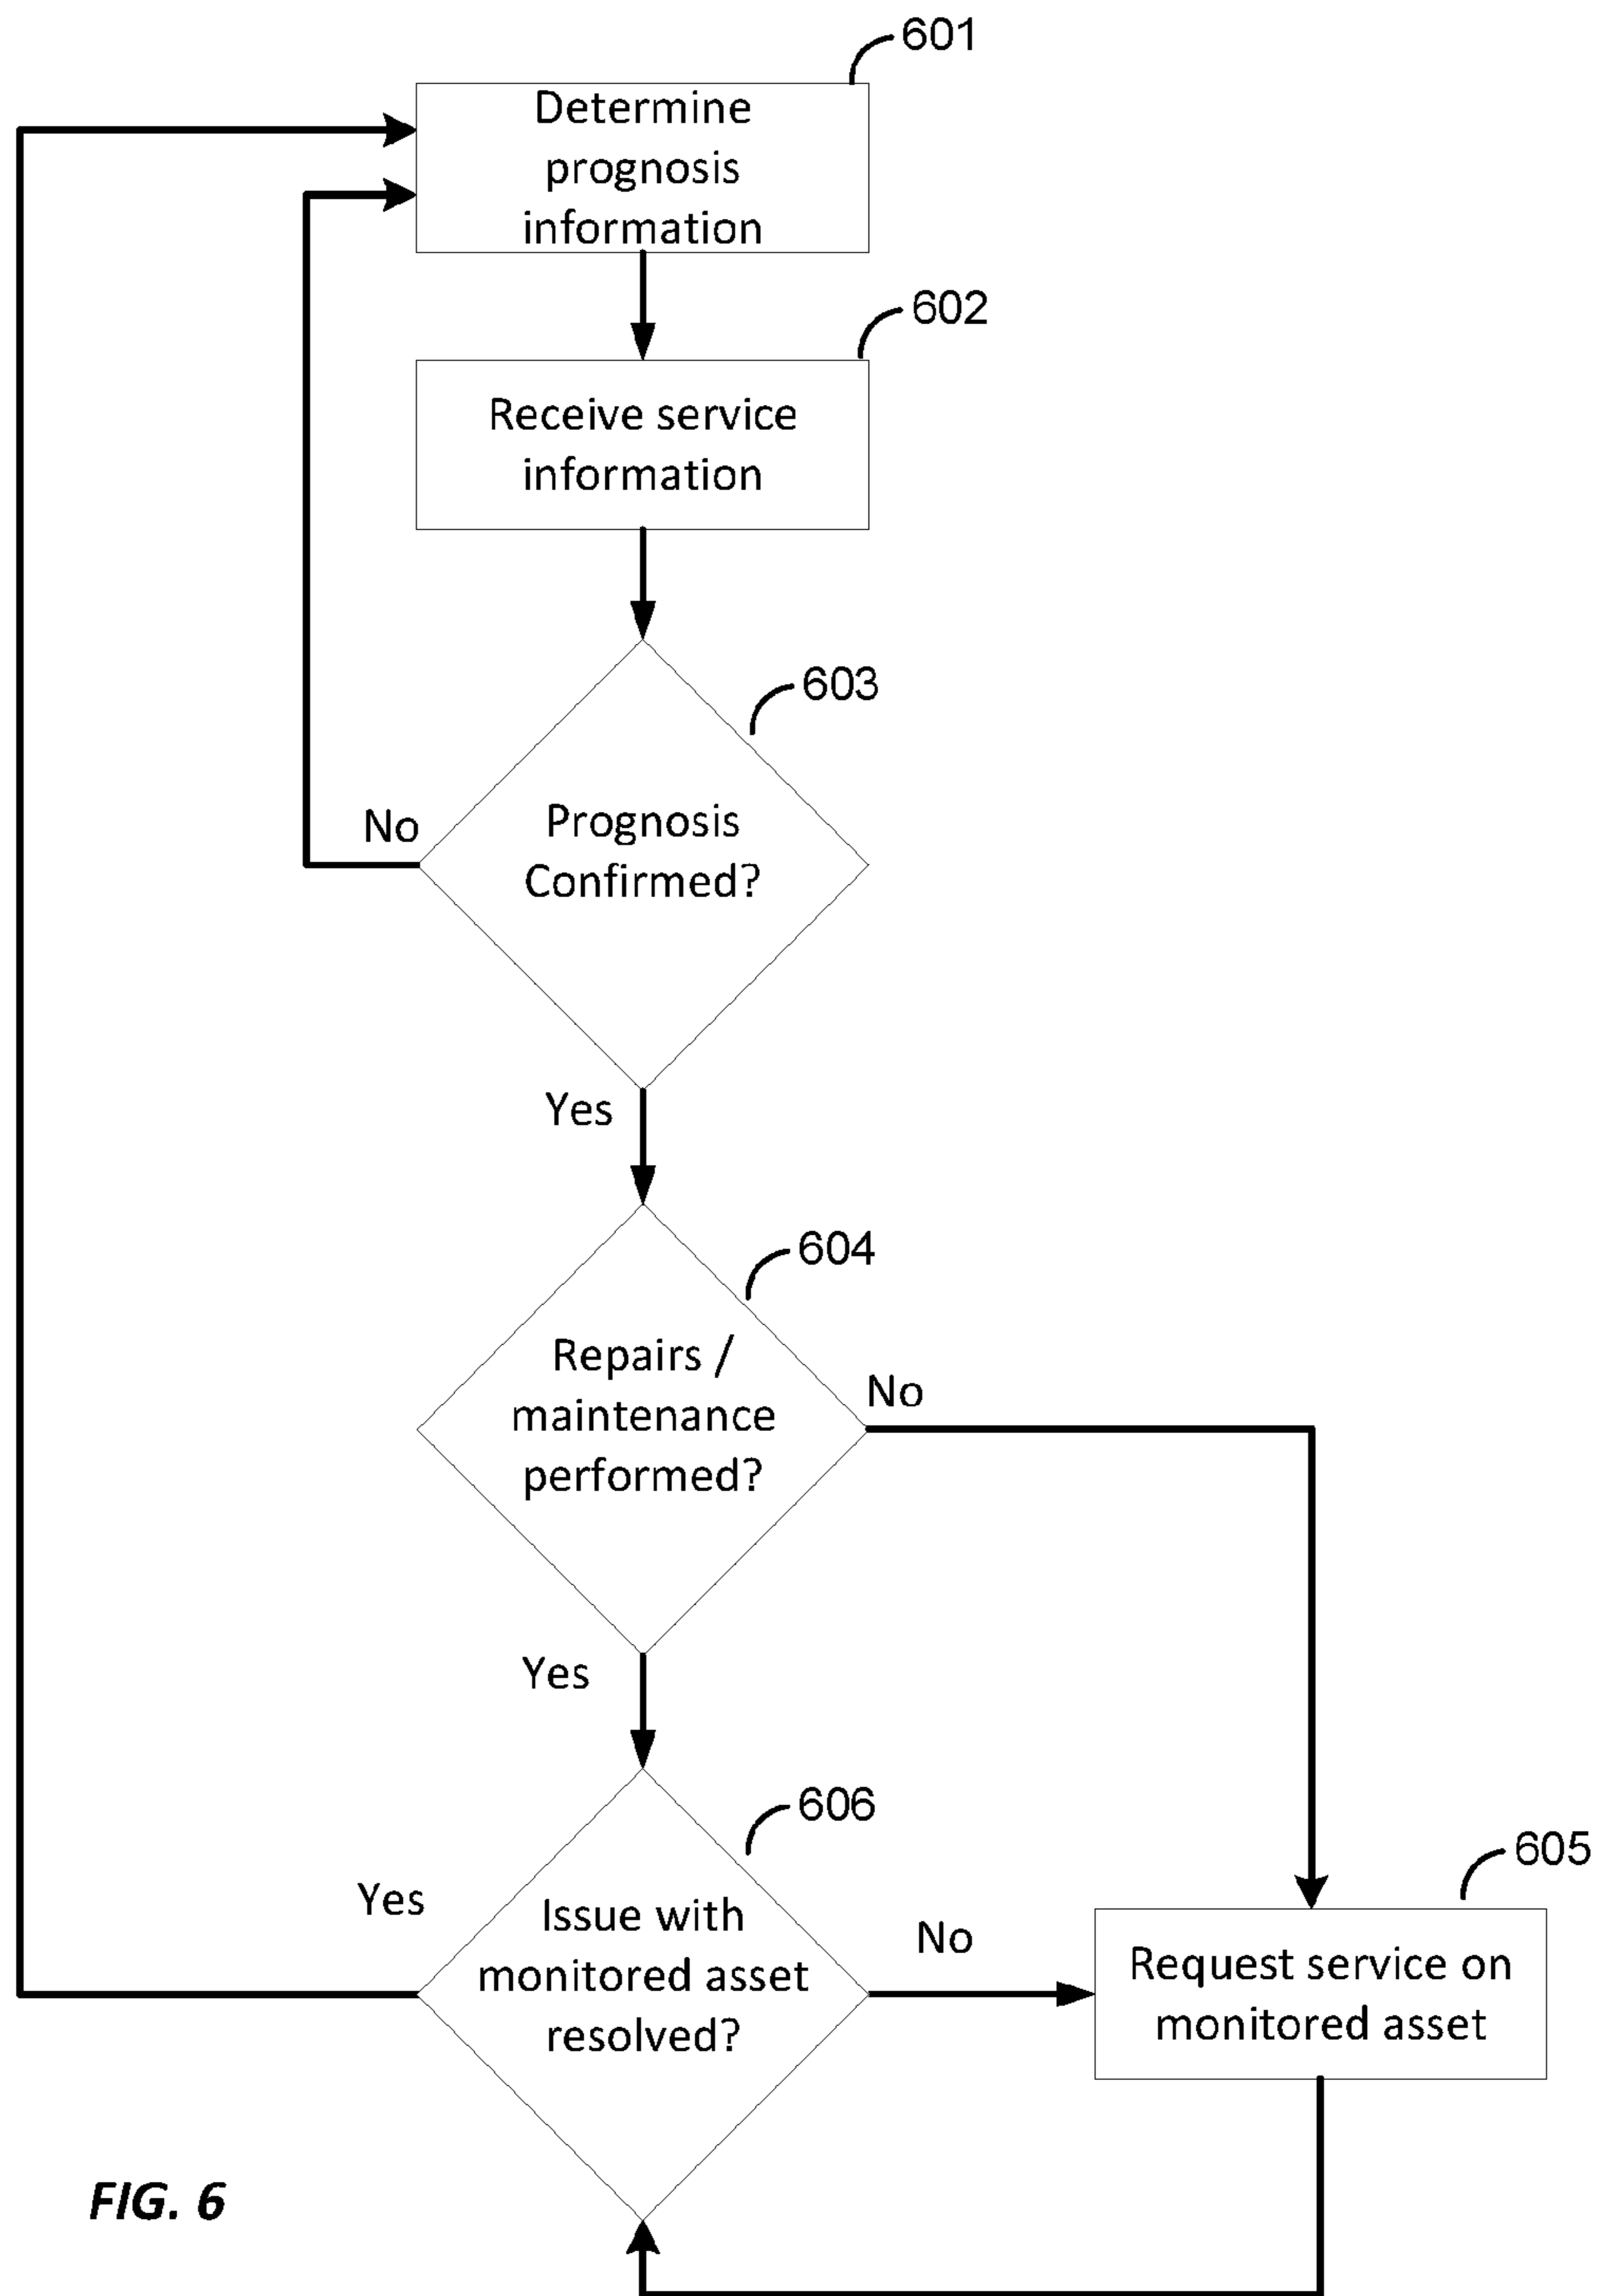 601
Determine
prognosis
information
602
Receive service
information
603
No
Prognosis
Confirmed?
Yes
604
Repairs /
maintenance
performed?
No
Yes
606
605
Yes
Issue with
monitored asset
resolved?
No
Request service on
monitored asset
FIG. 6